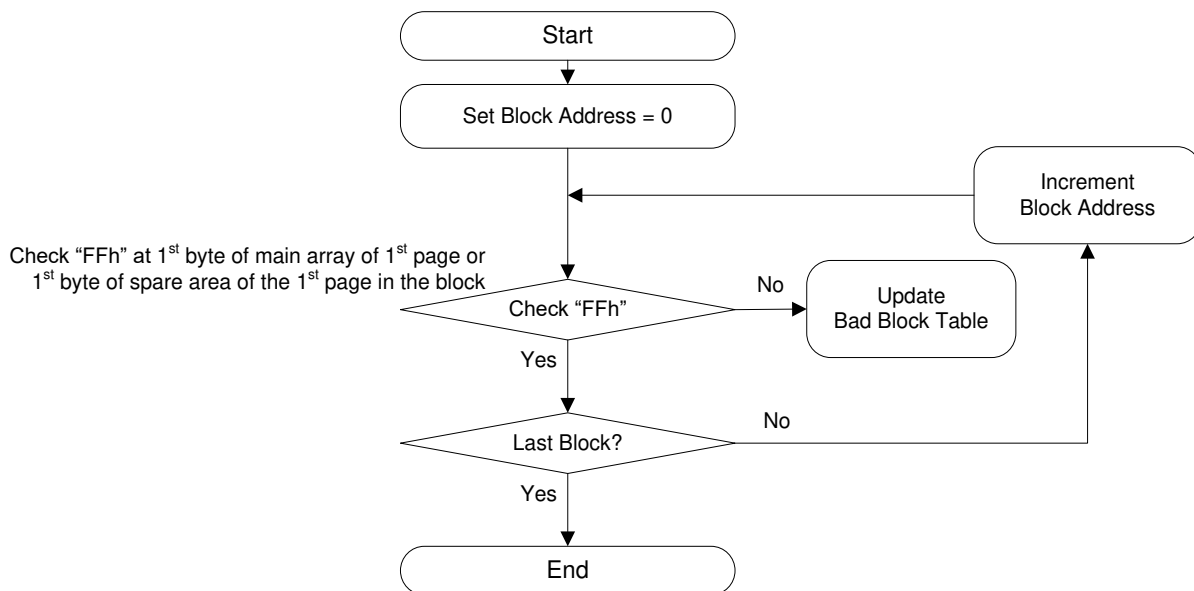 Start
Set Block Address = 0
Increment
Block Address
Check “FFh” at 1st byte of main array of 1st page or
1st byte of spare area of the 1st page in the block
Check “FFh”
No
Update
Bad Block Table
Yes
Last Block?
No
Yes
End